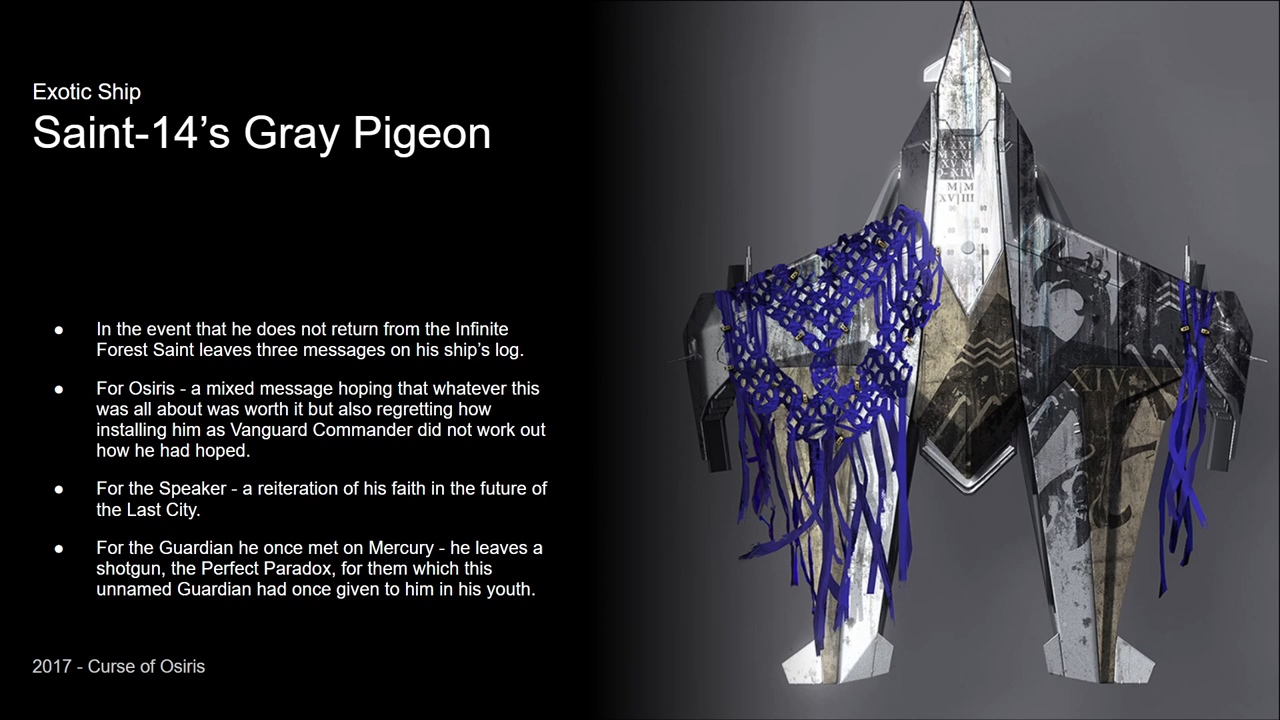 Exotic Ship
Saint-14’s Gray Pigeon
● In the event that he does not return from the Infinite
Forest Saint leaves three messages on his ship’s log.
● For Osiris - a mixed message hoping that whatever this
was all about was worth it but also regretting how
installing him as Vanguard Commander did not work out
how he had hoped.
● For the Speaker - a reiteration of his faith in the future of
the Last City.
● For the Guardian he once met on Mercury - he leaves a
shotgun, the Perfect Paradox, for them which this
unnamed Guardian had once given to him in his youth.
2017 - Curse of Osiris
M|M
XV|III
XIV